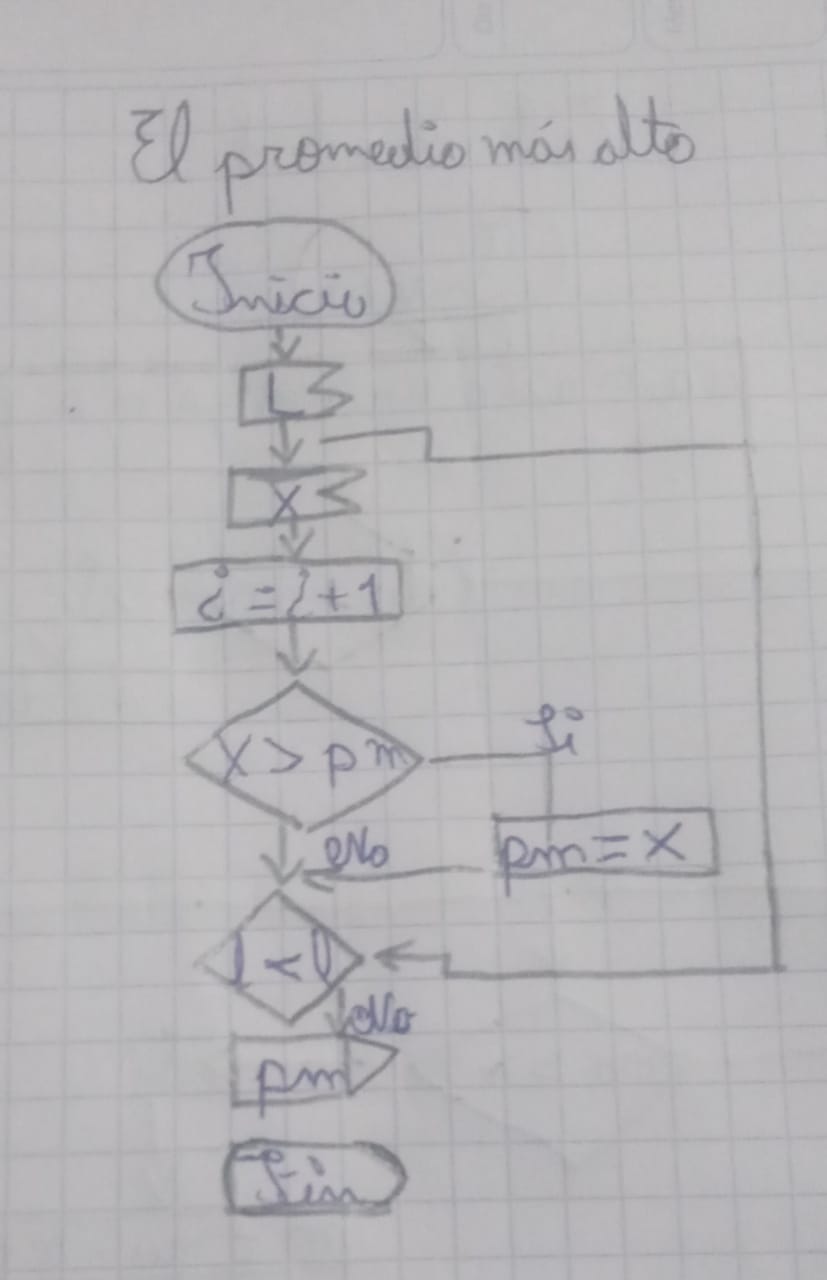 El promedio más alto
Inicio
L
X
i = i + 1
X > pm
Si
pm = X
No
l < l
No
pm
Fin